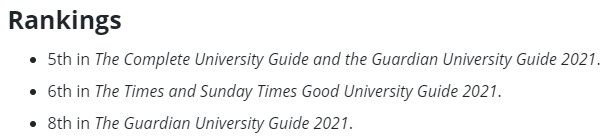 Rankings
5th in The Complete University Guide and the Guardian University Guide 2021.
6th in The Times and Sunday Times Good University Guide 2021.
8th in The Guardian University Guide 2021.